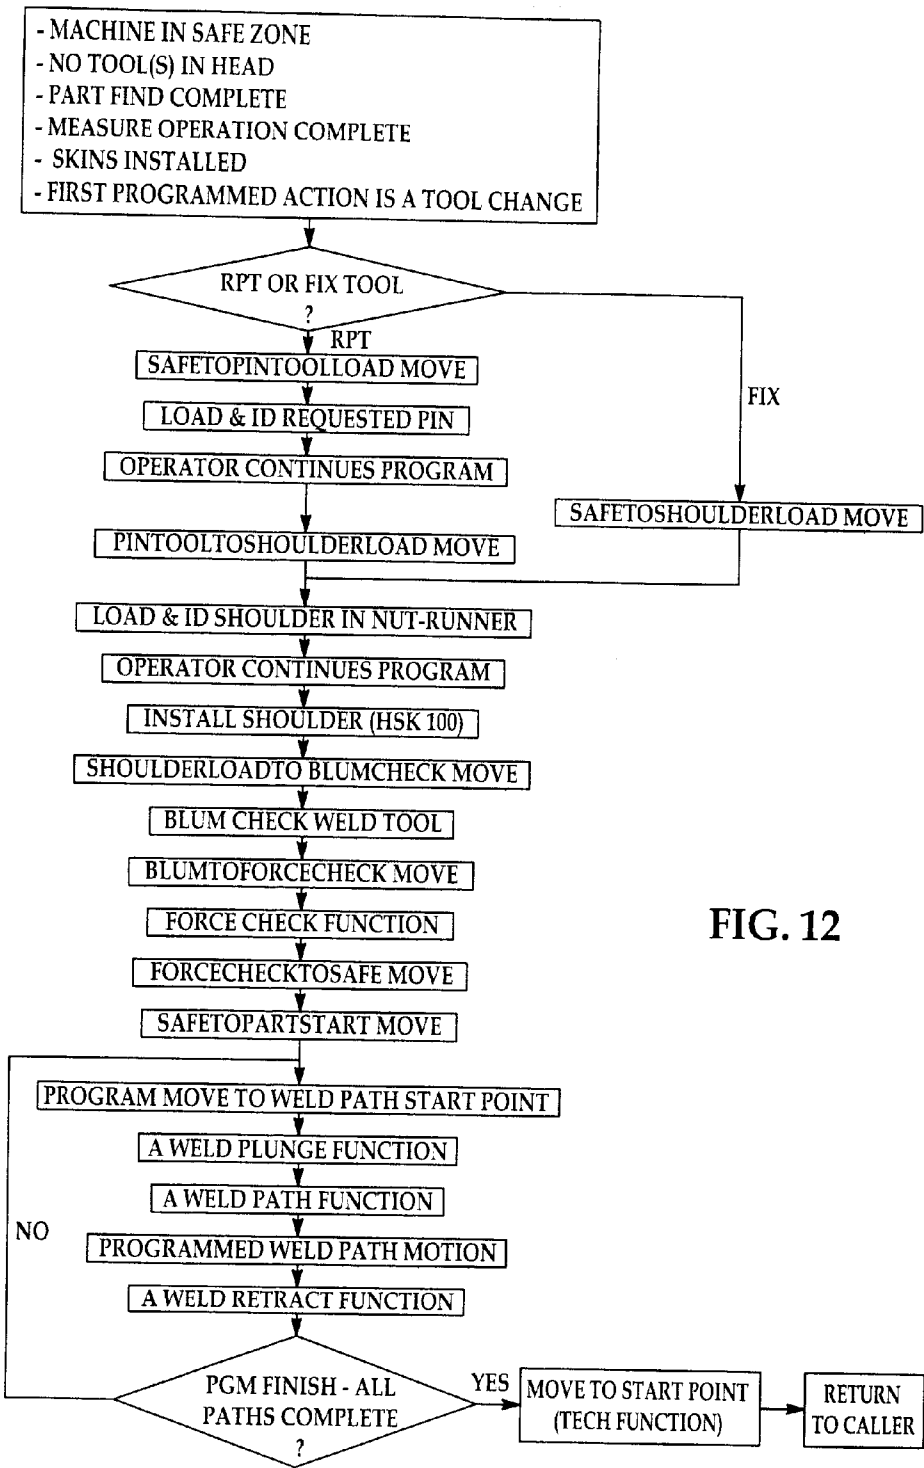 - MACHINE IN SAFE ZONE
- NO TOOL(S) IN HEAD
- PART FIND COMPLETE
- MEASURE OPERATION COMPLETE
- SKINS INSTALLED
- FIRST PROGRAMMED ACTION IS A TOOL CHANGE
RPT OR FIX TOOL
?
RPT
SAFETOPINTOOLLOAD MOVE
FIX
LOAD & ID REQUESTED PIN
OPERATOR CONTINUES PROGRAM
SAFETOSHOULDERLOAD MOVE
PINTOOLTOSHOULDERLOAD MOVE
LOAD & ID SHOULDER IN NUT-RUNNER
OPERATOR CONTINUES PROGRAM
INSTALL SHOULDER (HSK 100)
SHOULDERLOADTO BLUMCHECK MOVE
BLUM CHECK WELD TOOL
BLUMTOFORCECHECK MOVE
FORCE CHECK FUNCTION
FIG. 12
FORCECHECKTOSAFE MOVE
SAFETOPARTSTART MOVE
PROGRAM MOVE TO WELD PATH START POINT
A WELD PLUNGE FUNCTION
A WELD PATH FUNCTION
NO
PROGRAMMED WELD PATH MOTION
A WELD RETRACT FUNCTION
PGM FINISH - ALL
PATHS COMPLETE
?
YES
MOVE TO START POINT
(TECH FUNCTION)
RETURN
TO CALLER